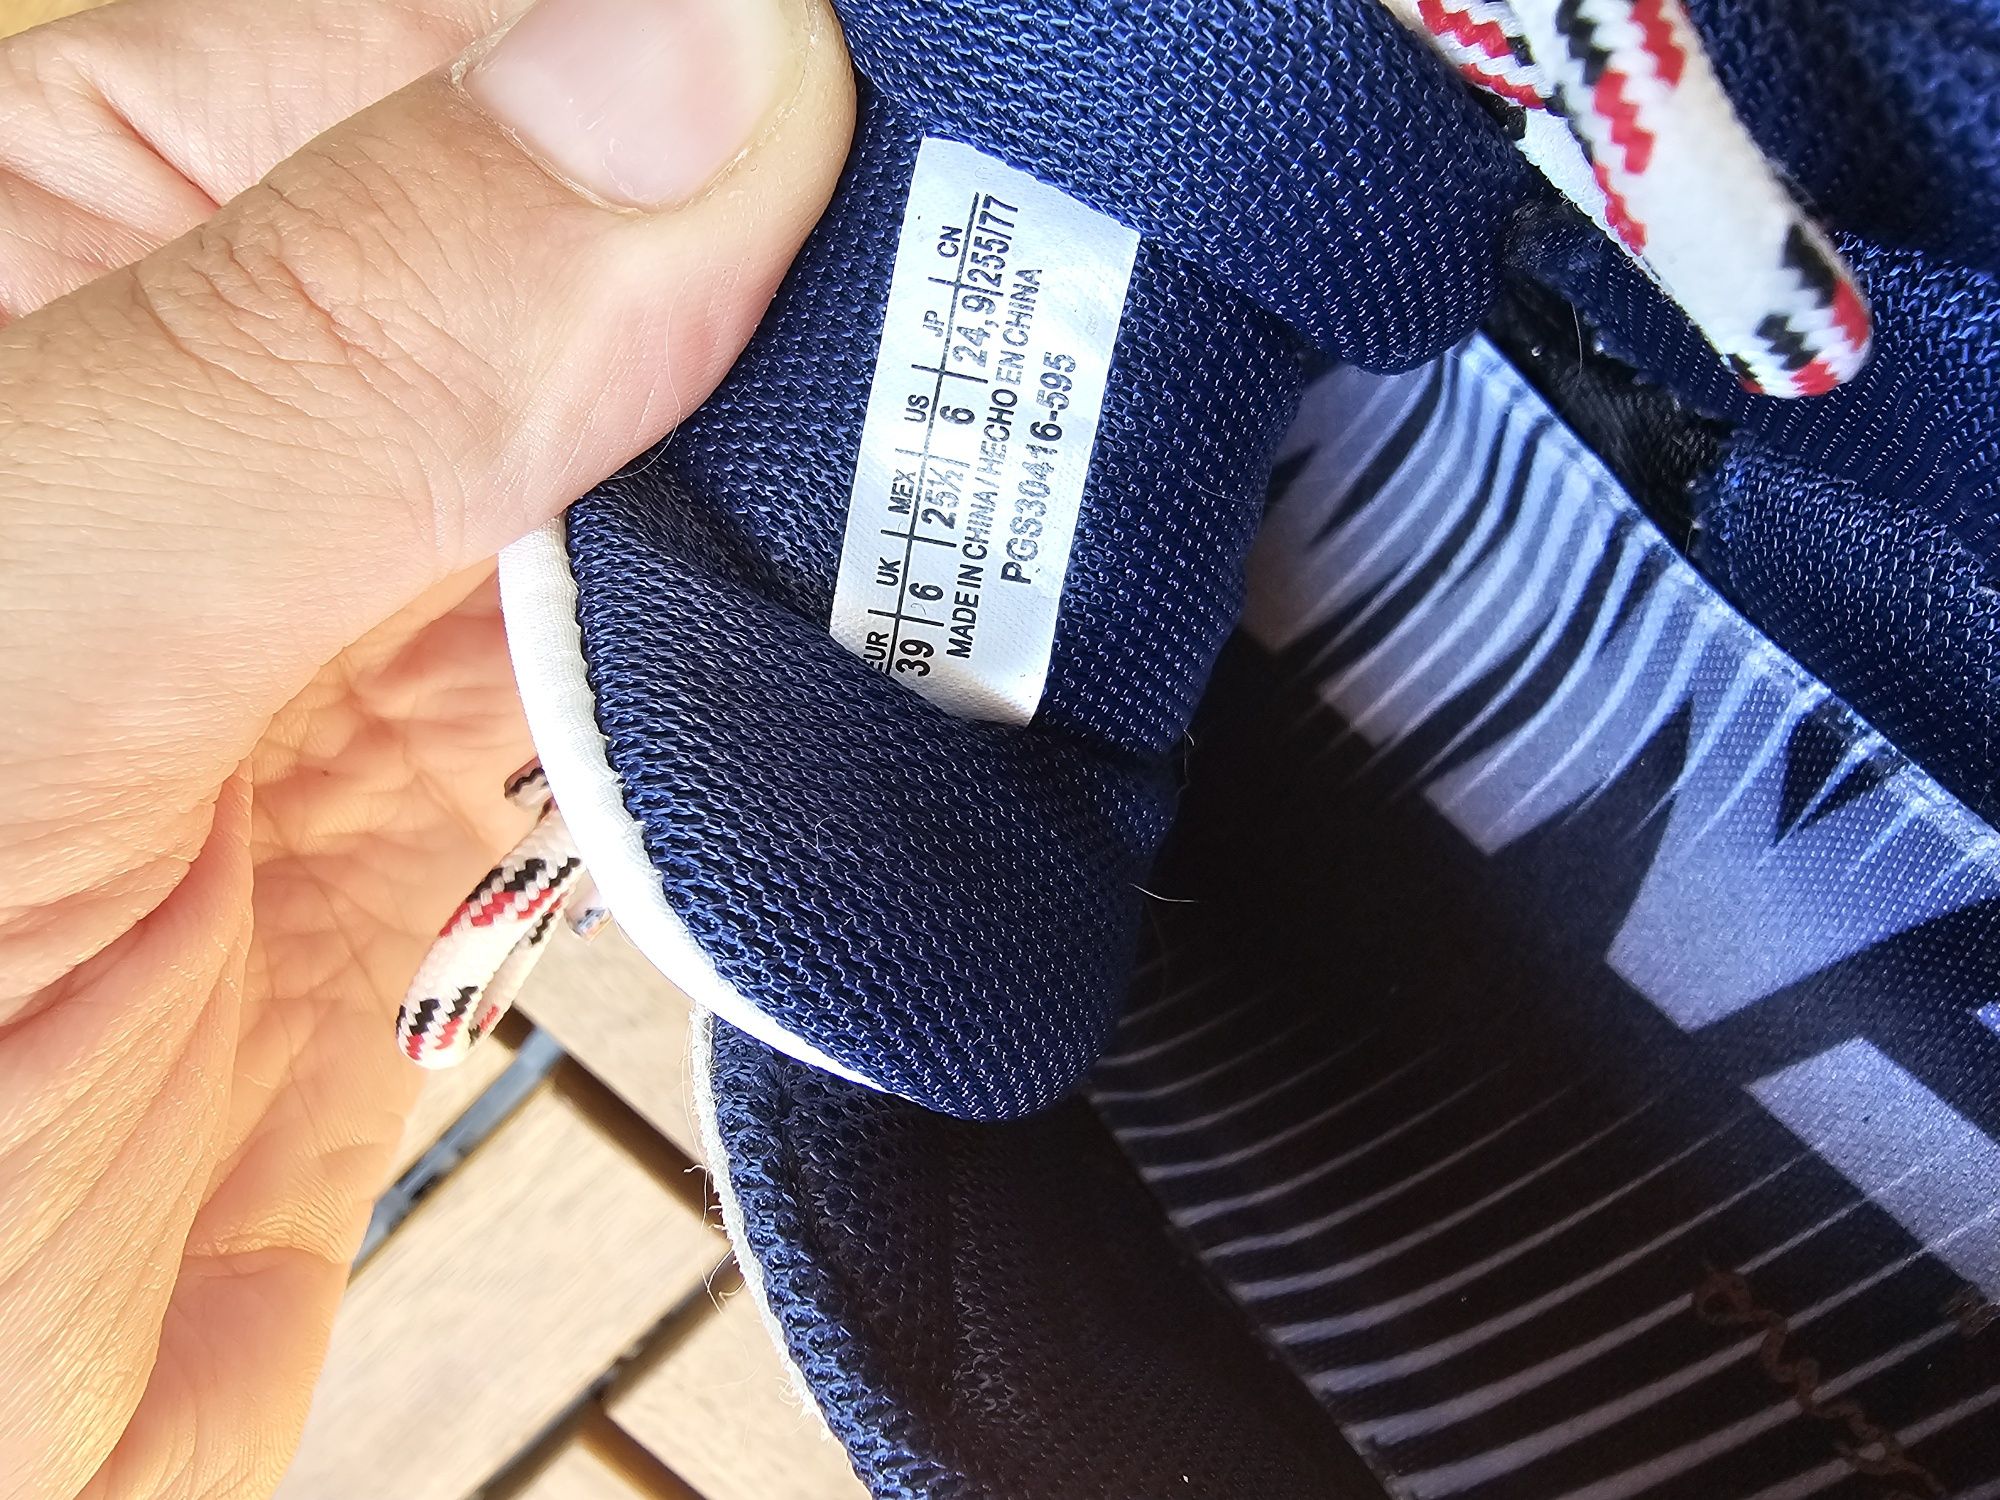 EUR | UK | MEX | US | JP | CN
39 | 6 | 25½ | 6 | 24,9 | 255/77
MADE IN CHINA / HECHO EN CHINA
PGS30416-595